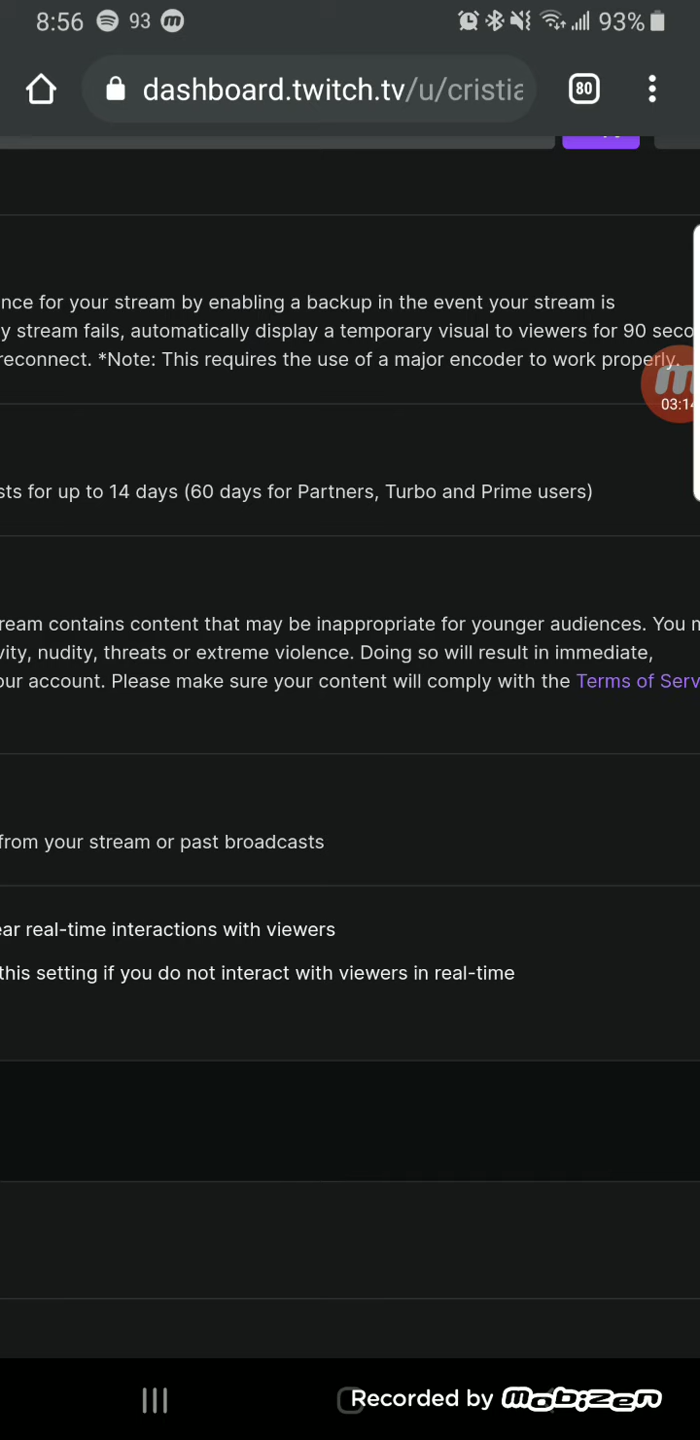 8:56 93 93%
dashboard.twitch.tv/u/cristia 80
nce for your stream by enabling a backup in the event your stream is
y stream fails, automatically display a temporary visual to viewers for 90 seco
reconnect. *Note: This requires the use of a major encoder to work properly.
03:14
sts for up to 14 days (60 days for Partners, Turbo and Prime users)
ream contains content that may be inappropriate for younger audiences. You m
vity, nudity, threats or extreme violence. Doing so will result in immediate,
our account. Please make sure your content will comply with the Terms of Serv
from your stream or past broadcasts
ear real-time interactions with viewers
this setting if you do not interact with viewers in real-time
Recorded by mobizen